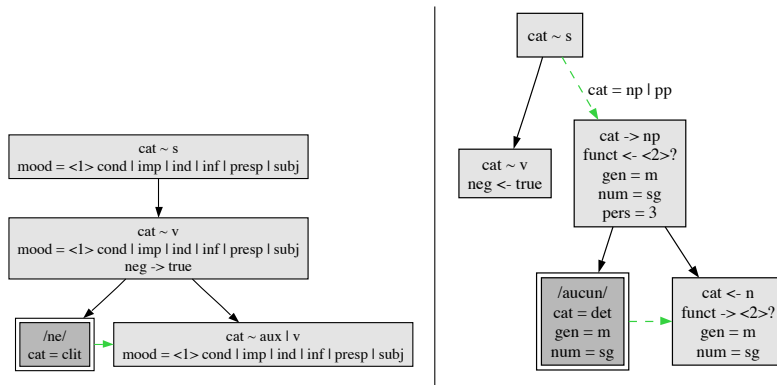 cat ~ s
mood = <1> cond | imp | ind | inf | presp | subj
cat ~ v
mood = <1> cond | imp | ind | inf | presp | subj
neg -> true
/ne/
cat = clit
cat ~ aux | v
mood = <1> cond | imp | ind | inf | presp | subj
cat ~ s
cat = np | pp
cat ~ v
neg <- true
cat -> np
funct <- <2>?
gen = m
num = sg
pers = 3
/aucun/
cat = det
gen = m
num = sg
cat <- n
funct -> <2>?
gen = m
num = sg